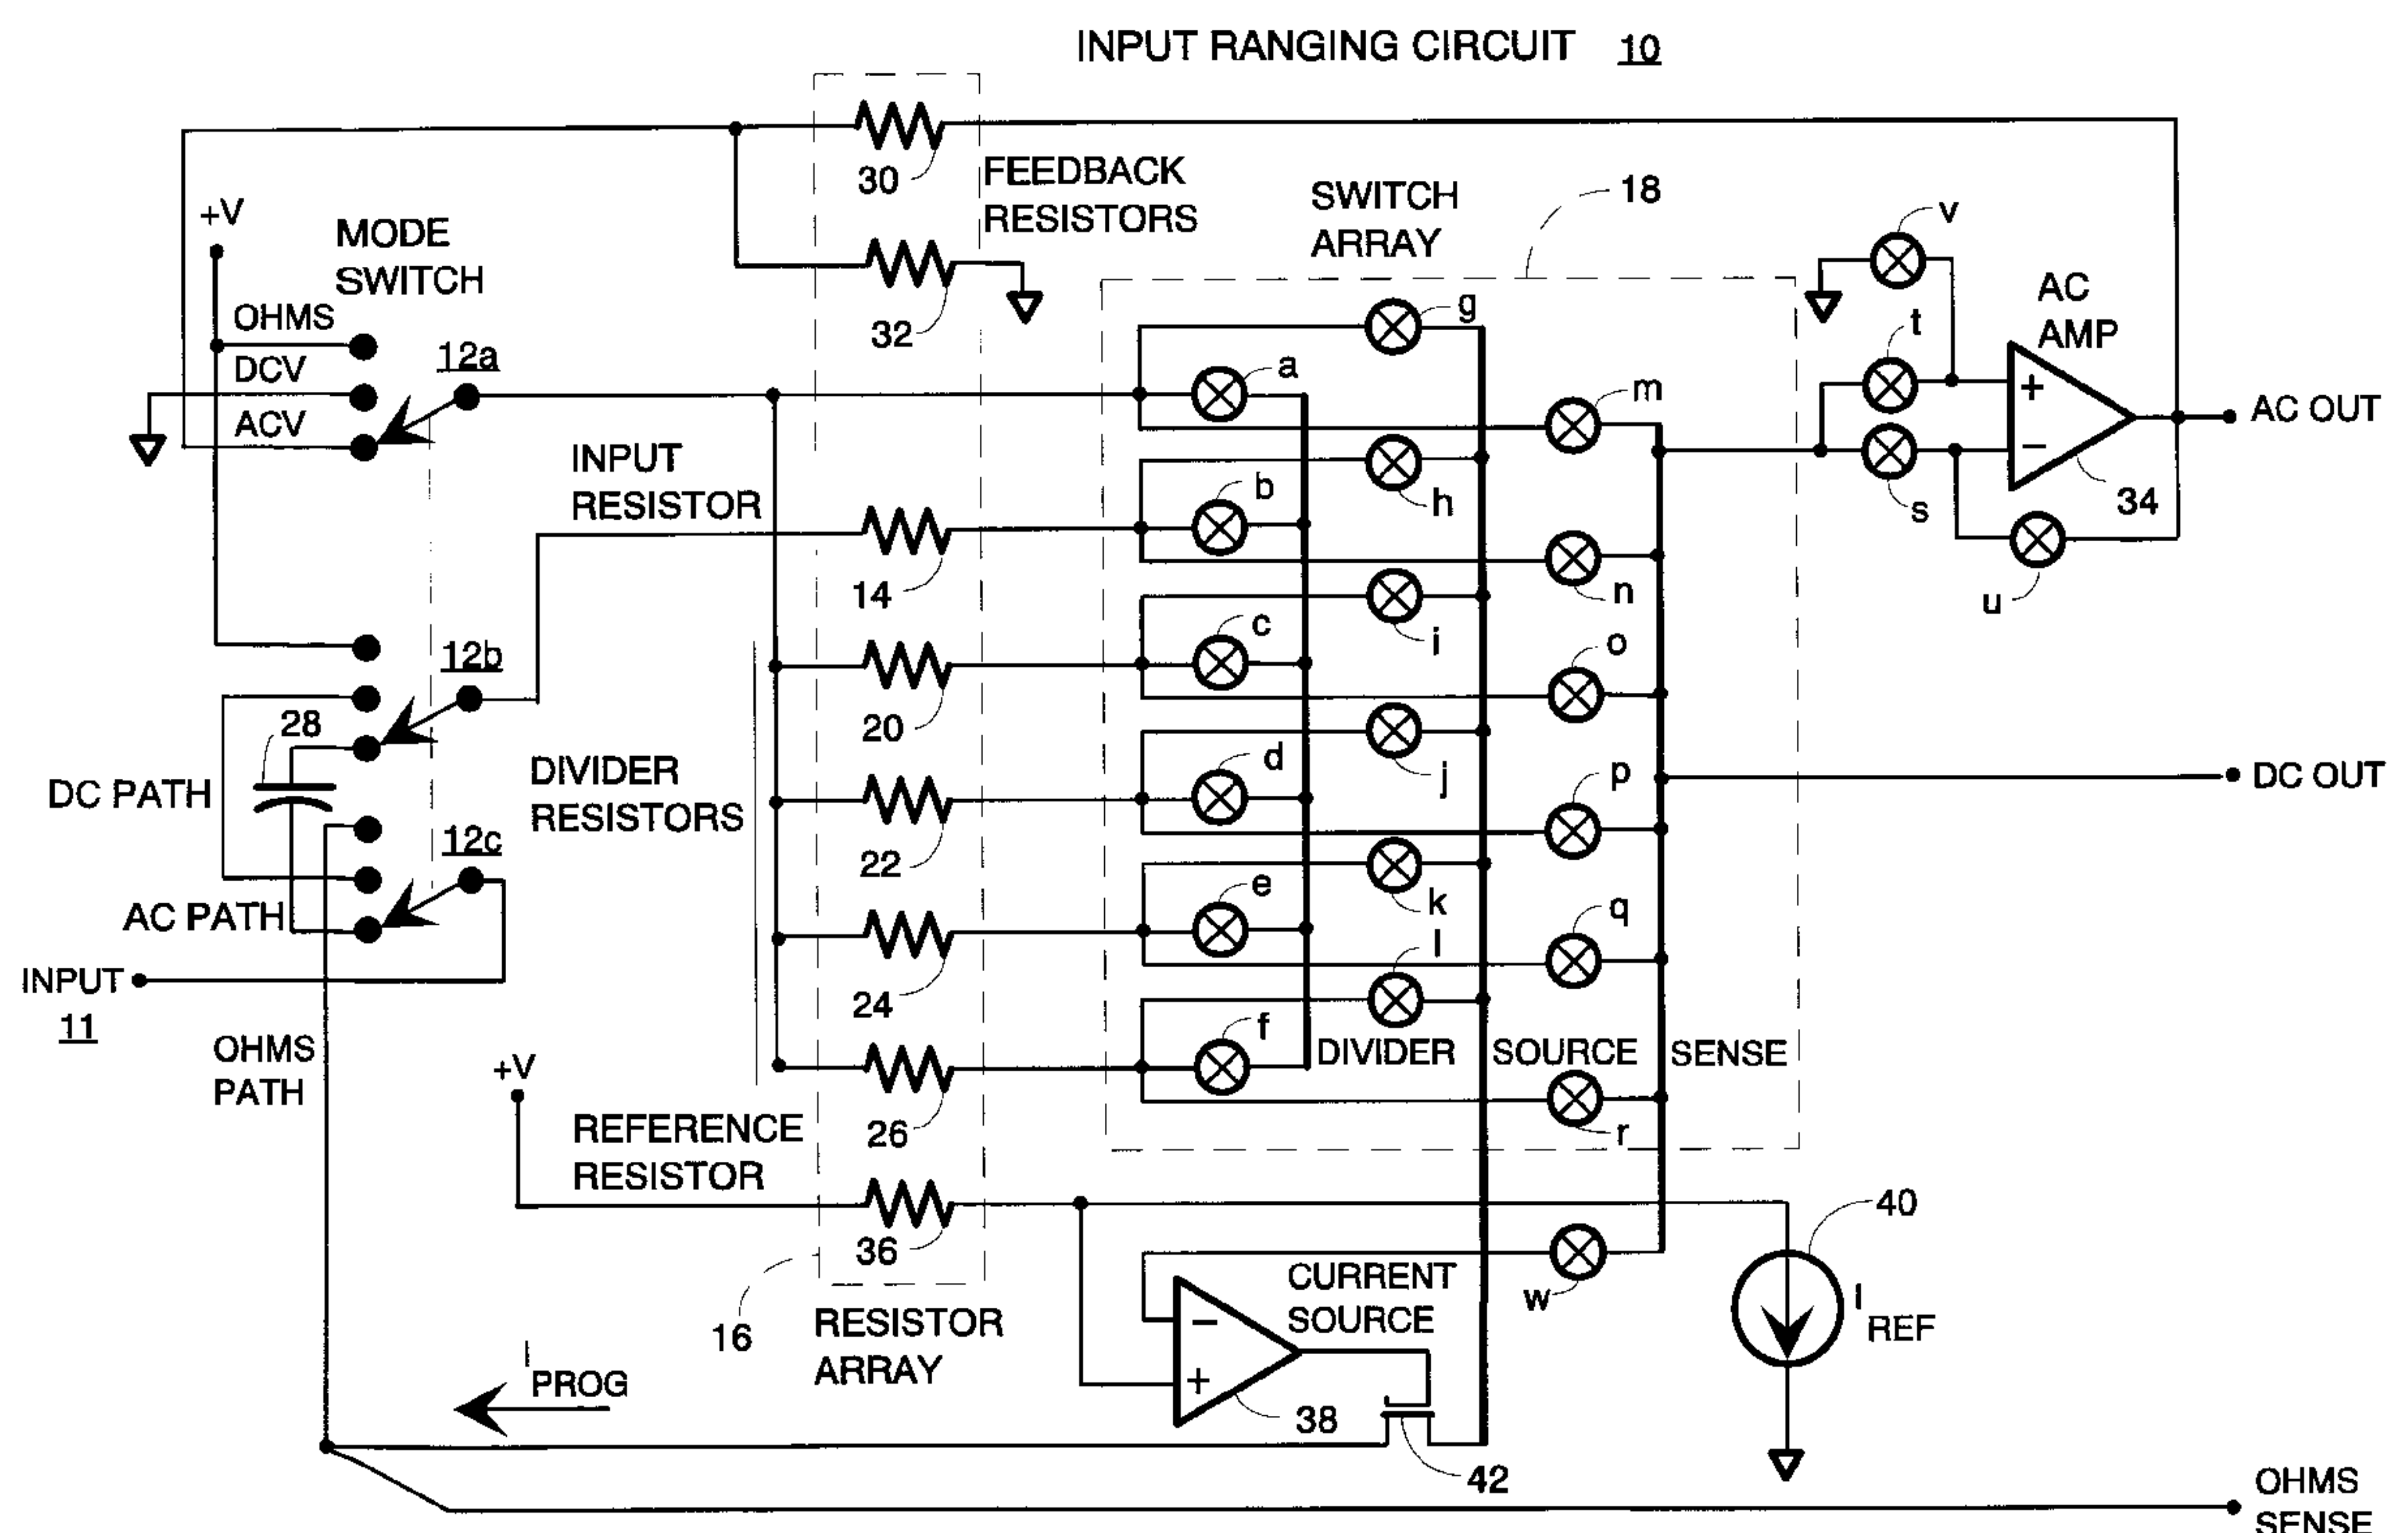 INPUT RANGING CIRCUIT 10
30
FEEDBACK
RESISTORS
SWITCH
ARRAY
18
+V
MODE
SWITCH
32
v
AC
AMP
OHMS
DCV
ACV
12a
g
a
m
t
+
−
AC OUT
INPUT
RESISTOR
b
h
s
34
14
n
u
c
i
o
12b
28
20
d
j
p
DC PATH
DIVIDER
RESISTORS
DC OUT
12c
22
e
k
q
AC PATH
INPUT
11
24
l
f
OHMS
PATH
+V
DIVIDER
SOURCE
SENSE
REFERENCE
RESISTOR
26
r
36
40
16
RESISTOR
ARRAY
CURRENT
SOURCE
w
−
+
I
REF
I
PROG
38
42
OHMS
SENSE